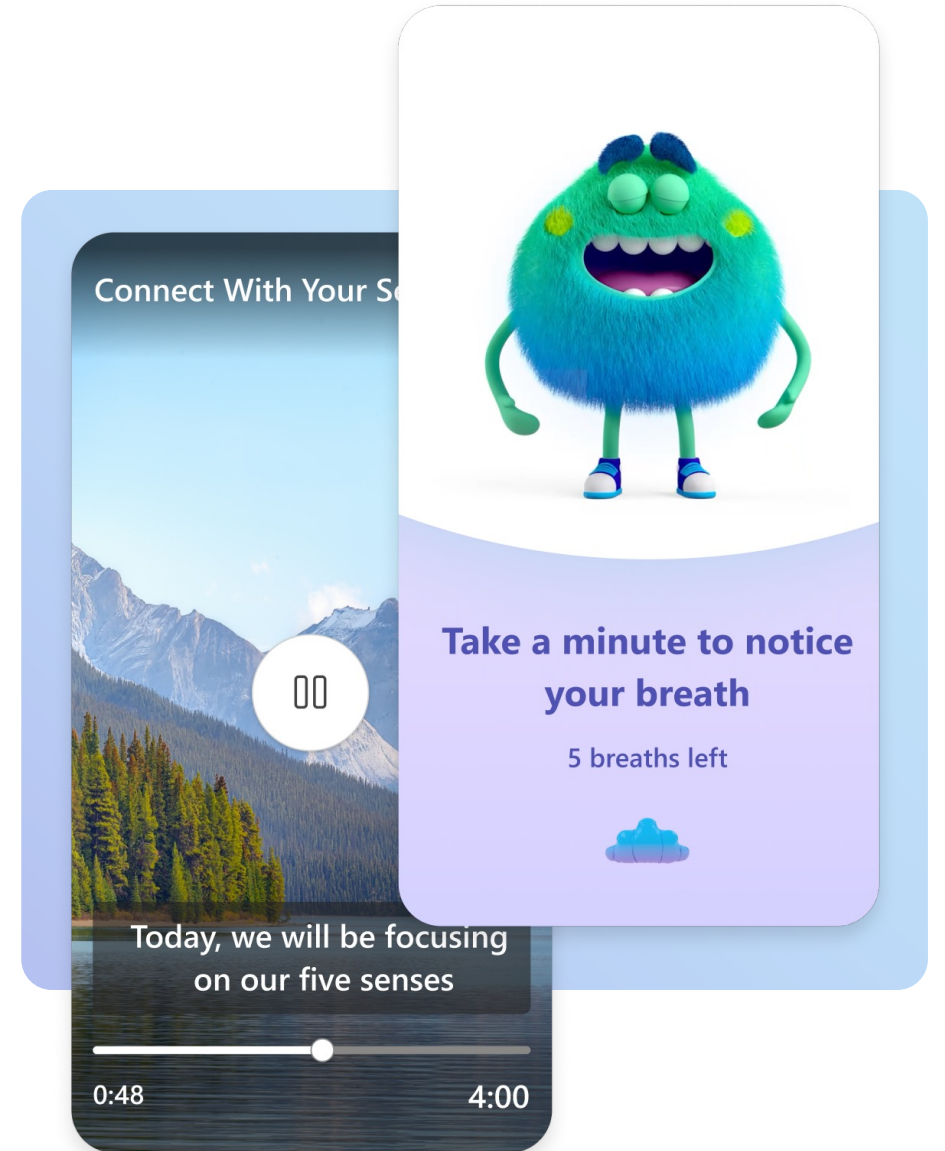 Connect With Your
Take a minute to notice
your breath
5 breaths left
Today, we will be focusing
on our five senses
0:48
4:00